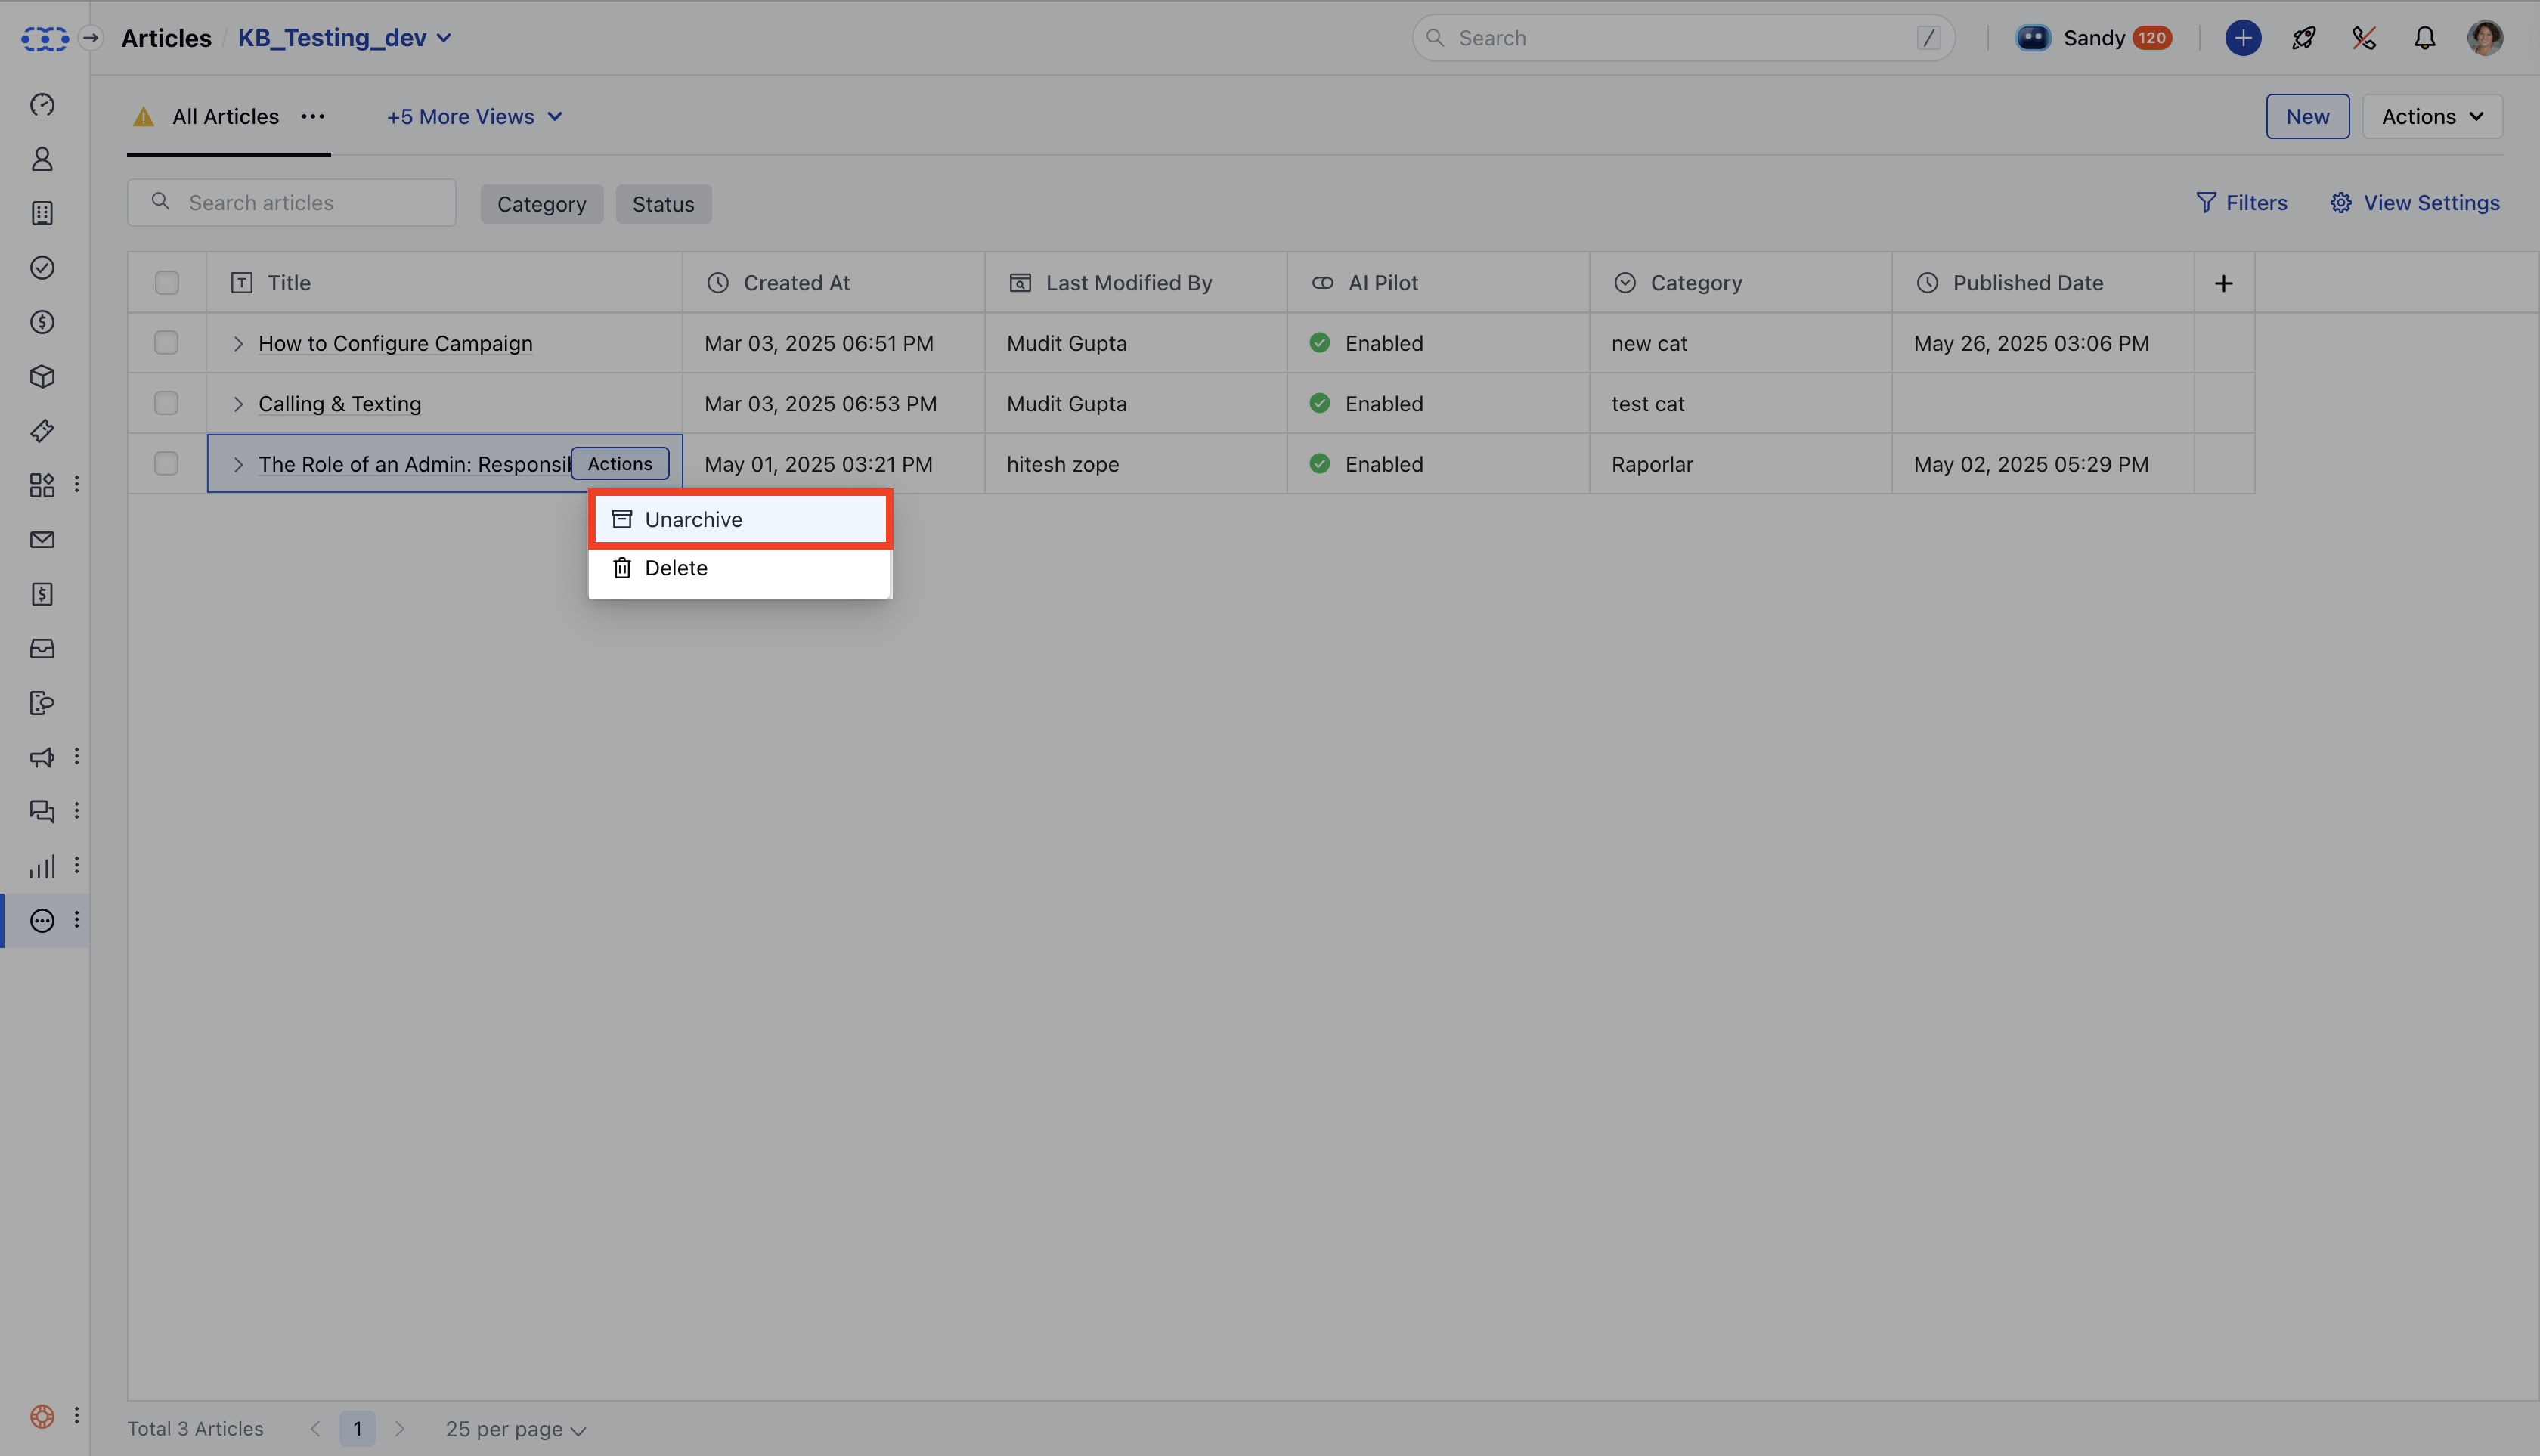 Articles / KB_Testing_dev
Search /
Sandy 120
All Articles
+5 More Views
New
Actions
Search articles
Category
Status
Filters
View Settings
Title Created At Last Modified By AI Pilot Category Published Date
How to Configure Campaign Mar 03, 2025 06:51 PM Mudit Gupta Enabled new cat May 26, 2025 03:06 PM
Calling & Texting Mar 03, 2025 06:53 PM Mudit Gupta Enabled test cat
The Role of an Admin: Responsi Actions May 01, 2025 03:21 PM hitesh zope Enabled Raporlar May 02, 2025 05:29 PM
Unarchive
Delete
Total 3 Articles 1 25 per page